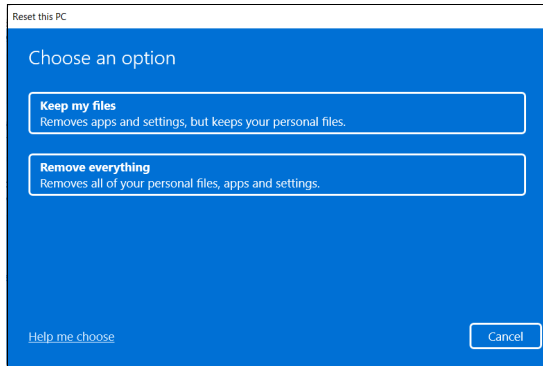 Reset this PC
Choose an option
Keep my files
Removes apps and settings, but keeps your personal files.
Remove everything
Removes all of your personal files, apps and settings.
Help me choose
Cancel